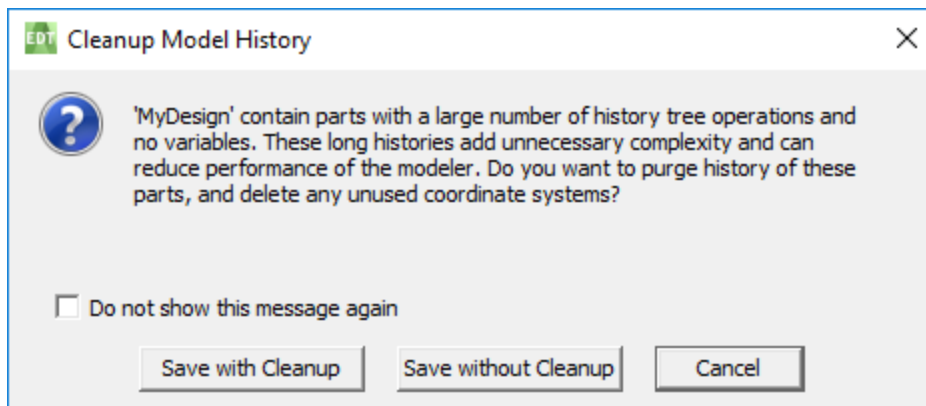 EDT Cleanup Model History
'MyDesign' contain parts with a large number of history tree operations and
no variables. These long histories add unnecessary complexity and can
reduce performance of the modeler. Do you want to purge history of these
parts, and delete any unused coordinate systems?
Do not show this message again
Save with Cleanup Save without Cleanup Cancel